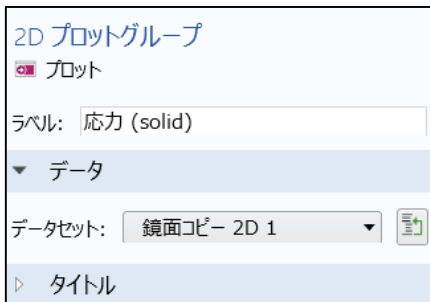 2D プロットグループ
プロット
ラベル: 応力 (solid)
データ
データセット: 鏡面コピー 2D 1
タイトル